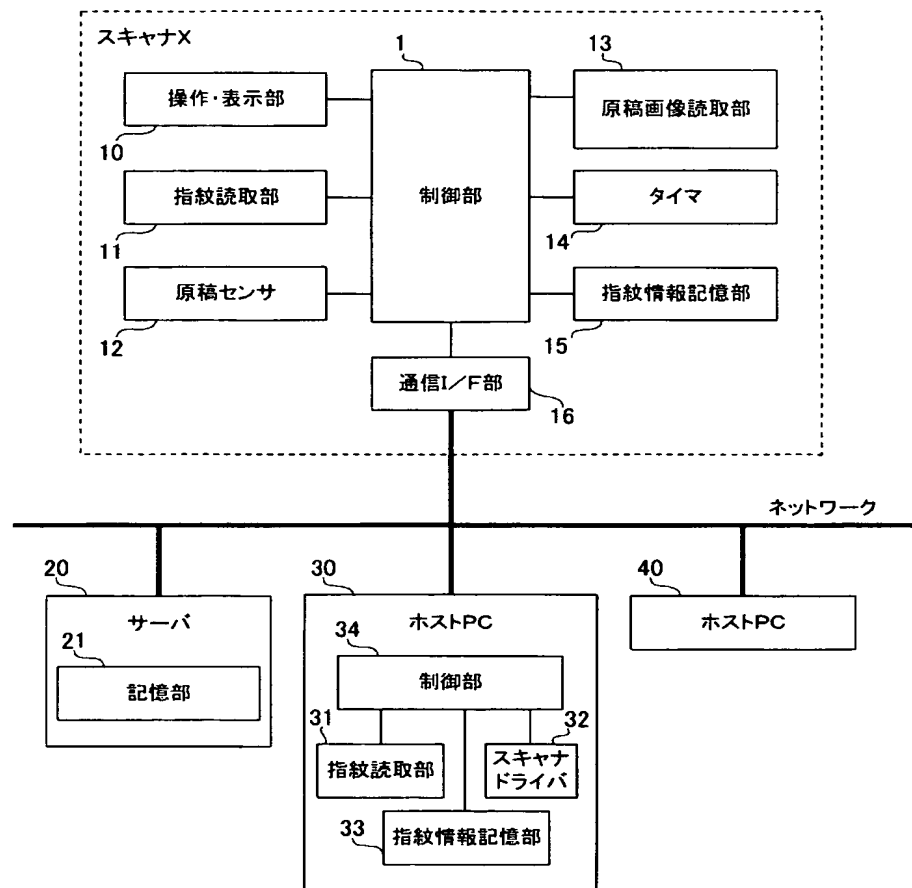 スキャナX
1
13
操作・表示部
10
原稿画像読取部
指紋読取部
11
制御部
タイマ
14
原稿センサ
12
指紋情報記憶部
15
通信I/F部
16
ネットワーク
20
サーバ
21
記憶部
30
ホストPC
34
制御部
31
指紋読取部
32
スキャナ
ドライバ
33
指紋情報記憶部
40
ホストPC